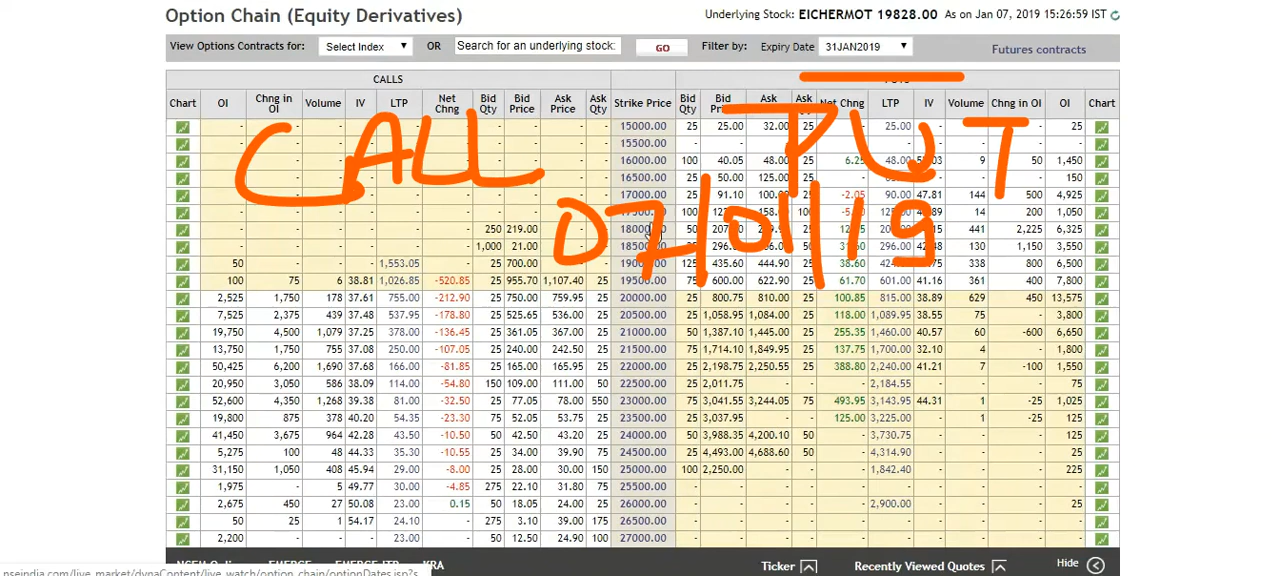 Option Chain (Equity Derivatives)
Underlying Stock: EICHERMOT 19828.00 As on Jan 07, 2019 15:26:59 IST
View Options Contracts for: Select Index OR Search for an underlying stock: GO Filter by: Expiry Date 31JAN2019 Futures contracts
CALLS
Chart OI Chng in OI Volume IV LTP Net Chng Bid Qty Bid Price Ask Price Ask Qty Strike Price Bid Qty Bid Ask Net Chng LTP IV Volume Chng in OI OI Chart
CALL PUT
07/01/19
- - - - - - - - - - 15000.00 25 25.00 32.00 25 - 25.00 - - - 25
- - - - - - - - - - 15500.00 - - - - - - - - - -
- - - - - - - - - - 16000.00 100 40.05 48.00 25 6.25 48.00 9 50 1,450
- - - - - - - - - - 16500.00 25 50.00 125.00 25 - - - 150
- - - - - - - - - - 17000.00 25 91.10 100. 25 -2.05 90.00 47.81 144 500 4,925
- - - - - - - - - - 100 14 200 1,050
- - - - - - 250 219.00 - - 18000 50 441 2,225 6,325
- - - - - - 1,000 21.00 - - 18500 25 296.00 130 1,150 3,550
50 - - - 1,553.05 - 25 700.00 - - 125 435.60 444.90 25 38.60 338 800 6,500
100 75 6 38.81 1,026.85 -520.85 25 955.70 1,107.40 25 19500.00 75 600.00 622.90 25 61.70 601.00 41.16 361 400 7,800
2,525 1,750 178 37.61 755.00 -212.90 25 750.00 759.95 25 20000.00 25 800.75 810.00 25 100.85 815.00 38.89 629 450 13,575
7,525 2,375 439 37.48 537.95 -178.80 25 525.65 536.00 25 20500.00 25 1,058.95 1,084.00 25 118.00 1,089.95 38.55 75 - 3,800
19,750 4,500 1,079 37.25 378.00 -136.45 25 361.05 367.00 25 21000.00 50 1,387.10 1,445.00 25 255.35 1,460.00 40.57 60 -600 6,650
13,750 1,750 755 37.08 250.00 -107.05 25 240.00 242.50 25 21500.00 25 1,714.10 1,849.95 25 137.75 1,700.00 32.10 4 - 1,800
50,425 6,200 1,690 37.68 166.00 -81.85 25 165.00 165.95 25 22000.00 25 2,198.75 2,250.55 25 388.80 2,240.00 41.21 7 -100 1,550
20,950 3,050 586 38.09 114.00 -54.80 150 109.00 111.00 50 22500.00 25 2,011.75 - - - 2,184.55 - - - 75
52,600 4,350 1,268 39.38 81.00 -32.50 25 77.05 78.00 550 23000.00 75 3,041.55 3,244.05 75 493.95 3,143.95 44.31 1 -25 1,025
19,800 875 378 40.20 54.35 -23.30 75 52.05 53.75 25 23500.00 25 3,037.95 - - 125.00 3,225.00 - 1 -25 125
41,450 3,675 964 42.28 43.50 -10.50 50 42.50 43.20 25 24000.00 50 3,988.35 4,200.10 50 - 3,730.75 - - - 125
5,275 100 48 44.33 35.30 -10.55 25 34.00 39.90 75 24500.00 25 4,493.00 4,688.60 50 - 4,314.90 - - - 25
31,150 1,050 408 45.94 29.00 -8.00 25 28.00 30.00 150 25000.00 100 2,250.00 - - - 1,842.40 - - - 225
1,975 - 5 49.77 30.00 -4.85 275 22.10 31.80 75 25500.00 - - - - - - - - - -
2,675 450 27 50.08 23.00 0.15 50 18.05 24.00 25 26000.00 - - - - - 2,900.00 - - - 25
50 25 1 54.17 24.10 - 275 3.10 39.00 175 26500.00 - - - - - - - - - -
2,200 - - - 23.00 - 50 12.50 24.90 100 27000.00 - - - - - - - - - -
KRA Ticker Recently Viewed Quotes Hide